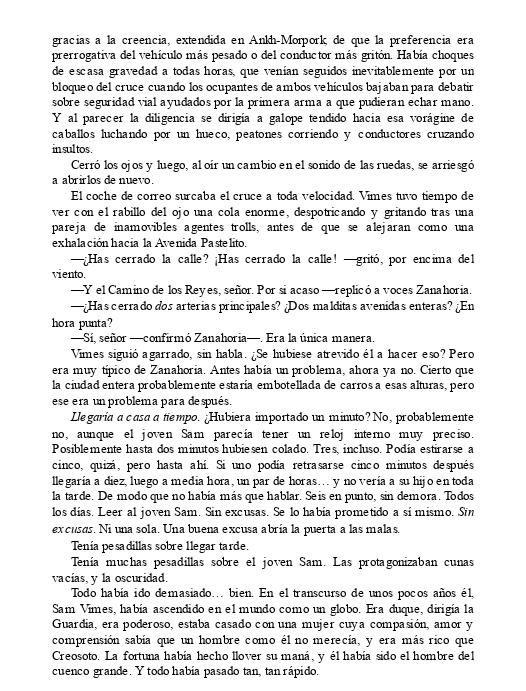 gracias a la creencia, extendida en Ankh-Morpork, de que la preferencia era
prerrogativa del vehículo más pesado o del conductor más gritón. Había choques
de escasa gravedad a todas horas, que venían seguidos inevitablemente por un
bloqueo del cruce cuando los ocupantes de ambos vehículos bajaban para debatir
sobre seguridad vial ayudados por la primera arma a que pudieran echar mano.
Y al parecer la diligencia se dirigía a galope tendido hacia esa vorágine de
caballos luchando por un hueco, peatones corriendo y conductores cruzando
insultos.
Cerró los ojos y luego, al oír un cambio en el sonido de las ruedas, se arriesgó
a abrirlos de nuevo.
El coche de correo surcaba el cruce a toda velocidad. Vimes tuvo tiempo de
ver con el rabillo del ojo una cola enorme, despotricando y gritando tras una
pareja de inamovibles agentes trolls, antes de que se alejaran como una
exhalación hacia la Avenida Pastelito.
—¿Has cerrado la calle? ¡Has cerrado la calle! —gritó, por encima del
viento.
—Y el Camino de los Reyes, señor. Por si acaso —replicó a voces Zanahoria.
—¿Has cerrado dos arterias principales? ¿Dos malditas avenidas enteras? ¿En
hora punta?
—Sí, señor —confirmó Zanahoria—. Era la única manera.
Vimes siguió agarrado, sin habla. ¿Se hubiese atrevido él a hacer eso? Pero
era muy típico de Zanahoria. Antes había un problema, ahora ya no. Cierto que
la ciudad entera probablemente estaría embotellada de carros a esas alturas, pero
ese era un problema para después.
Llegaría a casa a tiempo. ¿Hubiera importado un minuto? No, probablemente
no, aunque el joven Sam parecía tener un reloj interno muy preciso.
Posiblemente hasta dos minutos hubiesen colado. Tres, incluso. Podía estirarse a
cinco, quizá, pero hasta ahí. Si uno podía retrasarse cinco minutos después
llegaría a diez, luego a media hora, un par de horas… y no vería a su hijo en toda
la tarde. De modo que no había más que hablar. Seis en punto, sin demora. Todos
los días. Leer al joven Sam. Sin excusas. Se lo había prometido a sí mismo. Sin
excusas. Ni una sola. Una buena excusa abría la puerta a las malas.
Tenía pesadillas sobre llegar tarde.
Tenía muchas pesadillas sobre el joven Sam. Las protagonizaban cunas
vacías, y la oscuridad.
Todo había ido demasiado… bien. En el transcurso de unos pocos años él,
Sam Vimes, había ascendido en el mundo como un globo. Era duque, dirigía la
Guardia, era poderoso, estaba casado con una mujer cuya compasión, amor y
comprensión sabía que un hombre como él no merecía, y era más rico que
Creosoto. La fortuna había hecho llover su maná, y él había sido el hombre del
cuenco grande. Y todo había pasado tan, tan rápido.